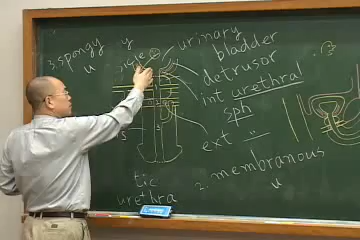 3. spongy
u
urinary
bladder
detrusor
int urethral
sph
ext "
2. membranous
u
tic
urethra